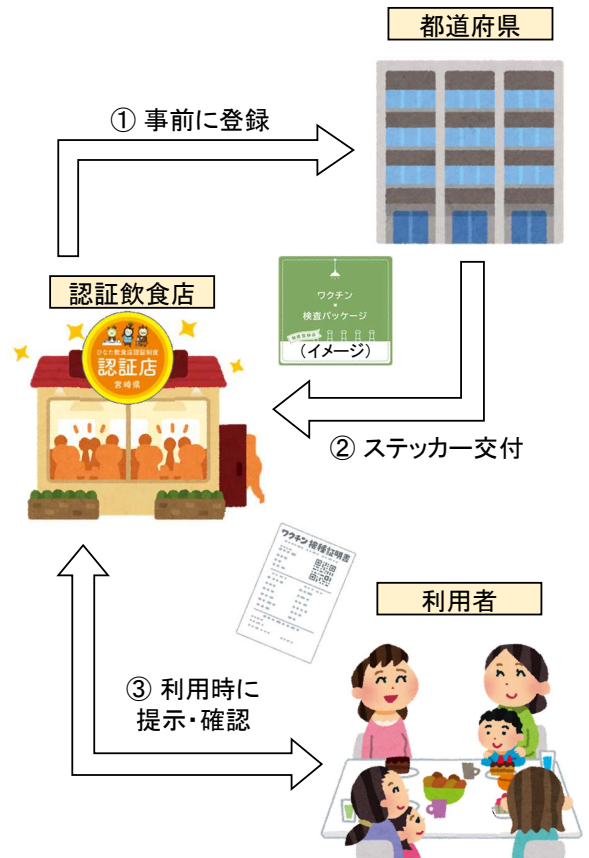 都道府県
① 事前に登録
認証飲食店
ワクチン
・
検査パッケージ
(イメージ)
ひなた飲食店認証制度
認証店
宮崎県
② ステッカー交付
ワクチン接種証明書
利用者
③ 利用時に
提示・確認